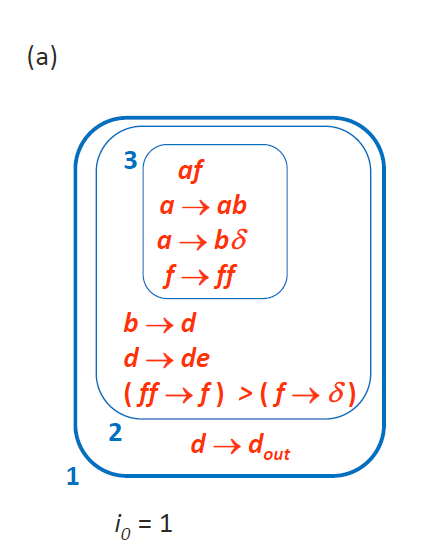 (a)
3
af
a → ab
a → bδ
f → ff
b → d
d → de
( ff → f ) > ( f → δ )
2
d → d_out
1
i_0 = 1